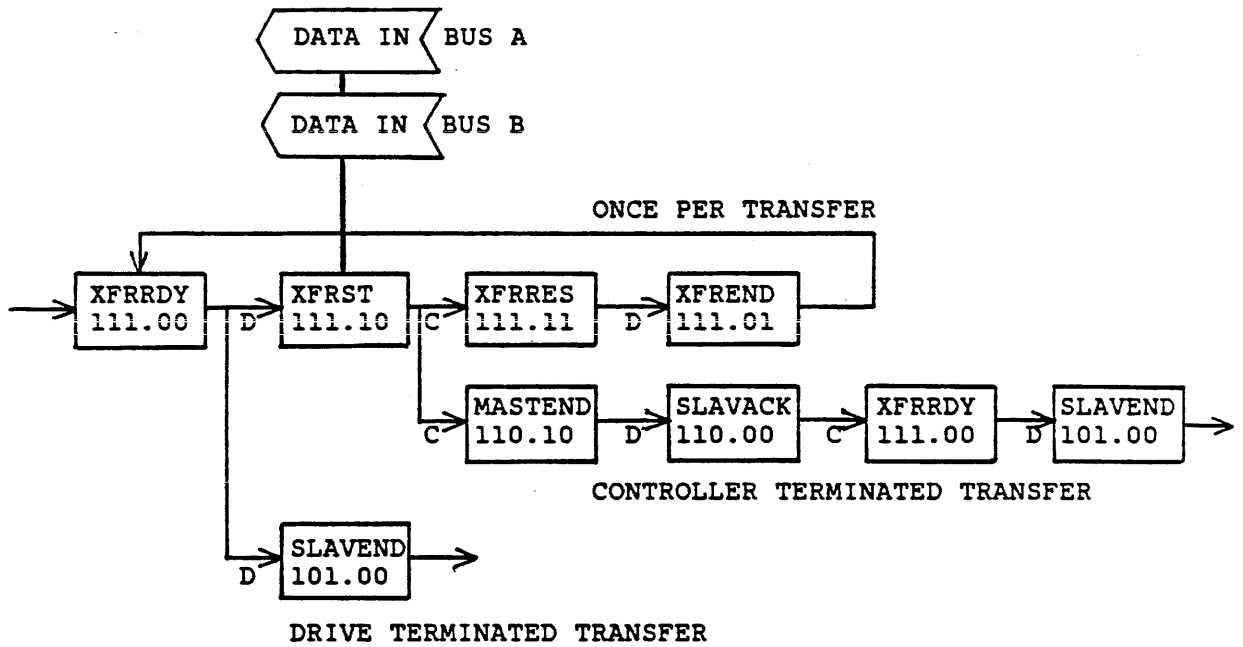 DATA IN BUS A
DATA IN BUS B
ONCE PER TRANSFER
XFRRDY
111.00
D
XFRST
111.10
C
XFRRES
111.11
D
XFREND
111.01
C
MASTEND
110.10
D
SLAVACK
110.00
C
XFRRDY
111.00
D
SLAVEND
101.00
CONTROLLER TERMINATED TRANSFER
D
SLAVEND
101.00
DRIVE TERMINATED TRANSFER